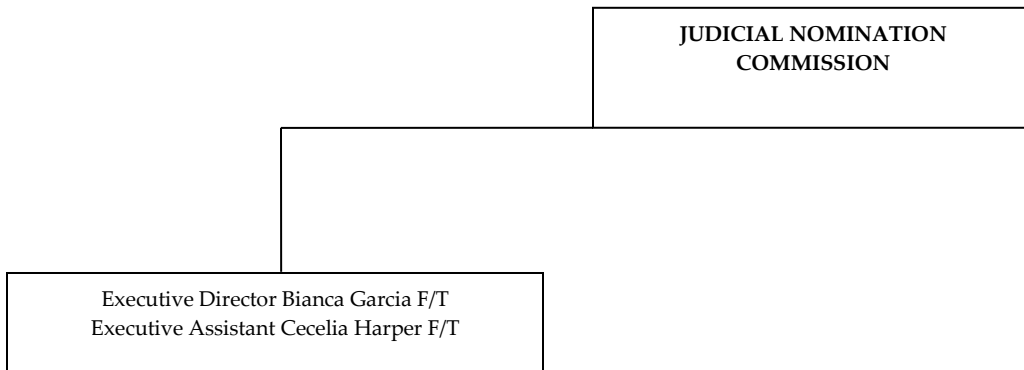 JUDICIAL NOMINATION
COMMISSION
Executive Director Bianca Garcia F/T
Executive Assistant Cecelia Harper F/T